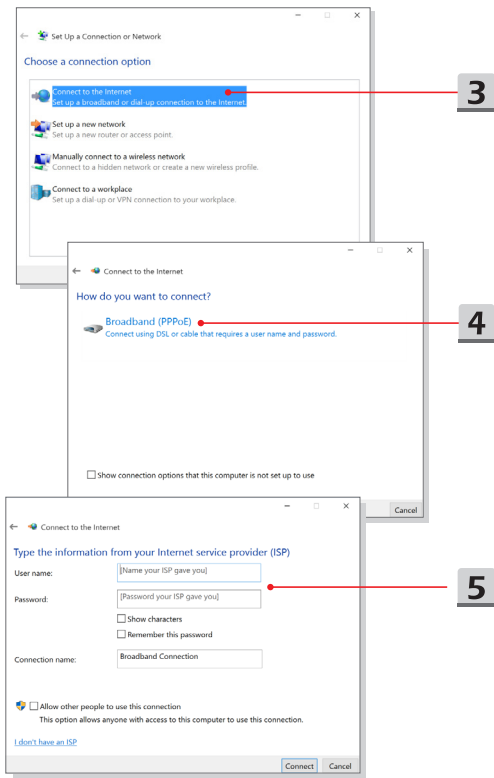 Set Up a Connection or Network
Choose a connection option
Connect to the Internet
Set up a broadband or dial-up connection to the Internet.
3
Set up a new network
Set up a new router or access point.
Manually connect to a wireless network
Connect to a hidden network or create a new wireless profile.
Connect to a workplace
Set up a dial-up or VPN connection to your workplace.
Connect to the Internet
How do you want to connect?
Broadband (PPPoE)
4
Connect using DSL or cable that requires a user name and password.
Show connection options that this computer is not set up to use
Cancel
Connect to the Internet
Type the information from your Internet service provider (ISP)
User name: [Name your ISP gave you]
5
Password: [Password your ISP gave you]
Show characters
Remember this password
Connection name: Broadband Connection
Allow other people to use this connection
This option allows anyone with access to this computer to use this connection.
I don't have an ISP
Connect Cancel